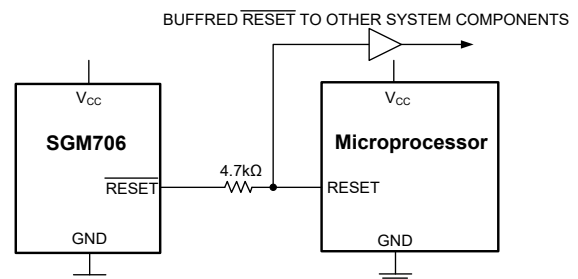 BUFFRED RESET TO OTHER SYSTEM COMPONENTS
VCC
SGM706
RESET
GND
4.7kΩ
VCC
Microprocessor
RESET
GND